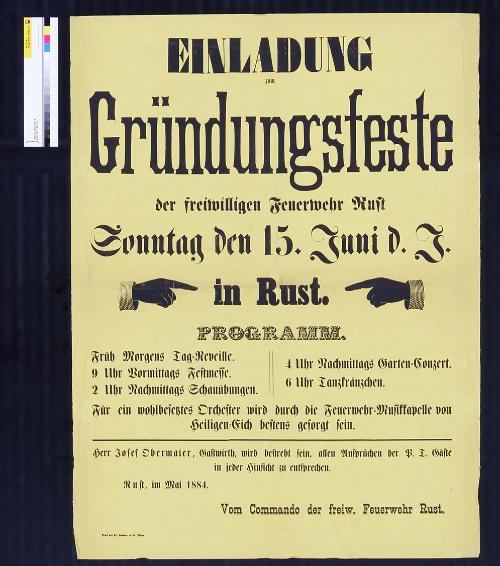 EINLADUNG
zum
Gründungsfeste
der freiwilligen Feuerwehr Rust
Sonntag den 15. Juni d. J.
in Rust.
PROGRAMM.
Früh Morgens Tag-Reveille.
9 Uhr Vormittags Festmesse.
2 Uhr Nachmittags Schauübungen.
4 Uhr Nachmittags Garten-Conzert.
6 Uhr Tanzkränzchen.
Für ein wohlbesetztes Orchester wird durch die Feuerwehr-Musikkapelle von
Heiligen-Eich bestens gesorgt sein.
Herr Josef Obermaier, Gastwirth, wird bestrebt sein, allen Ansprüchen der P. T. Gäste
in jeder Hinsicht zu entsprechen.
Rust, im Mai 1884.
Vom Commando der freiw. Feuerwehr Rust.